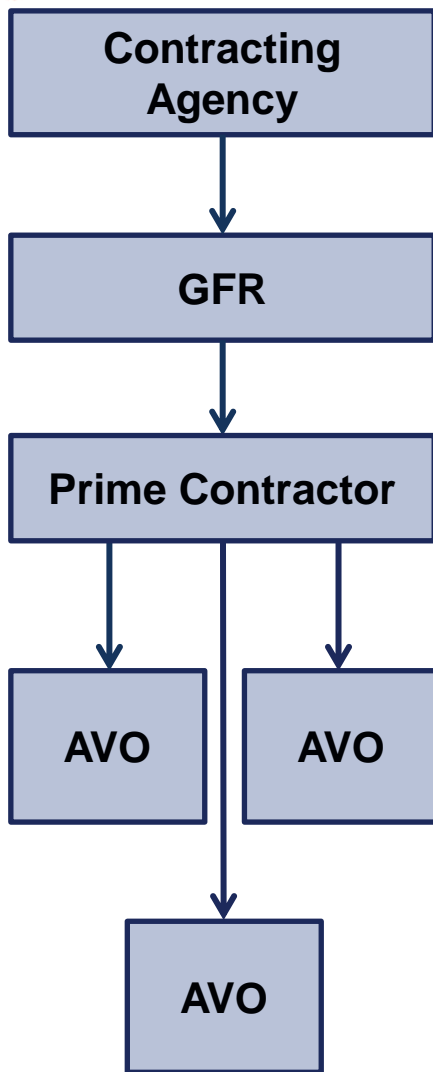 Contracting
Agency
GFR
Prime Contractor
AVO
AVO
AVO